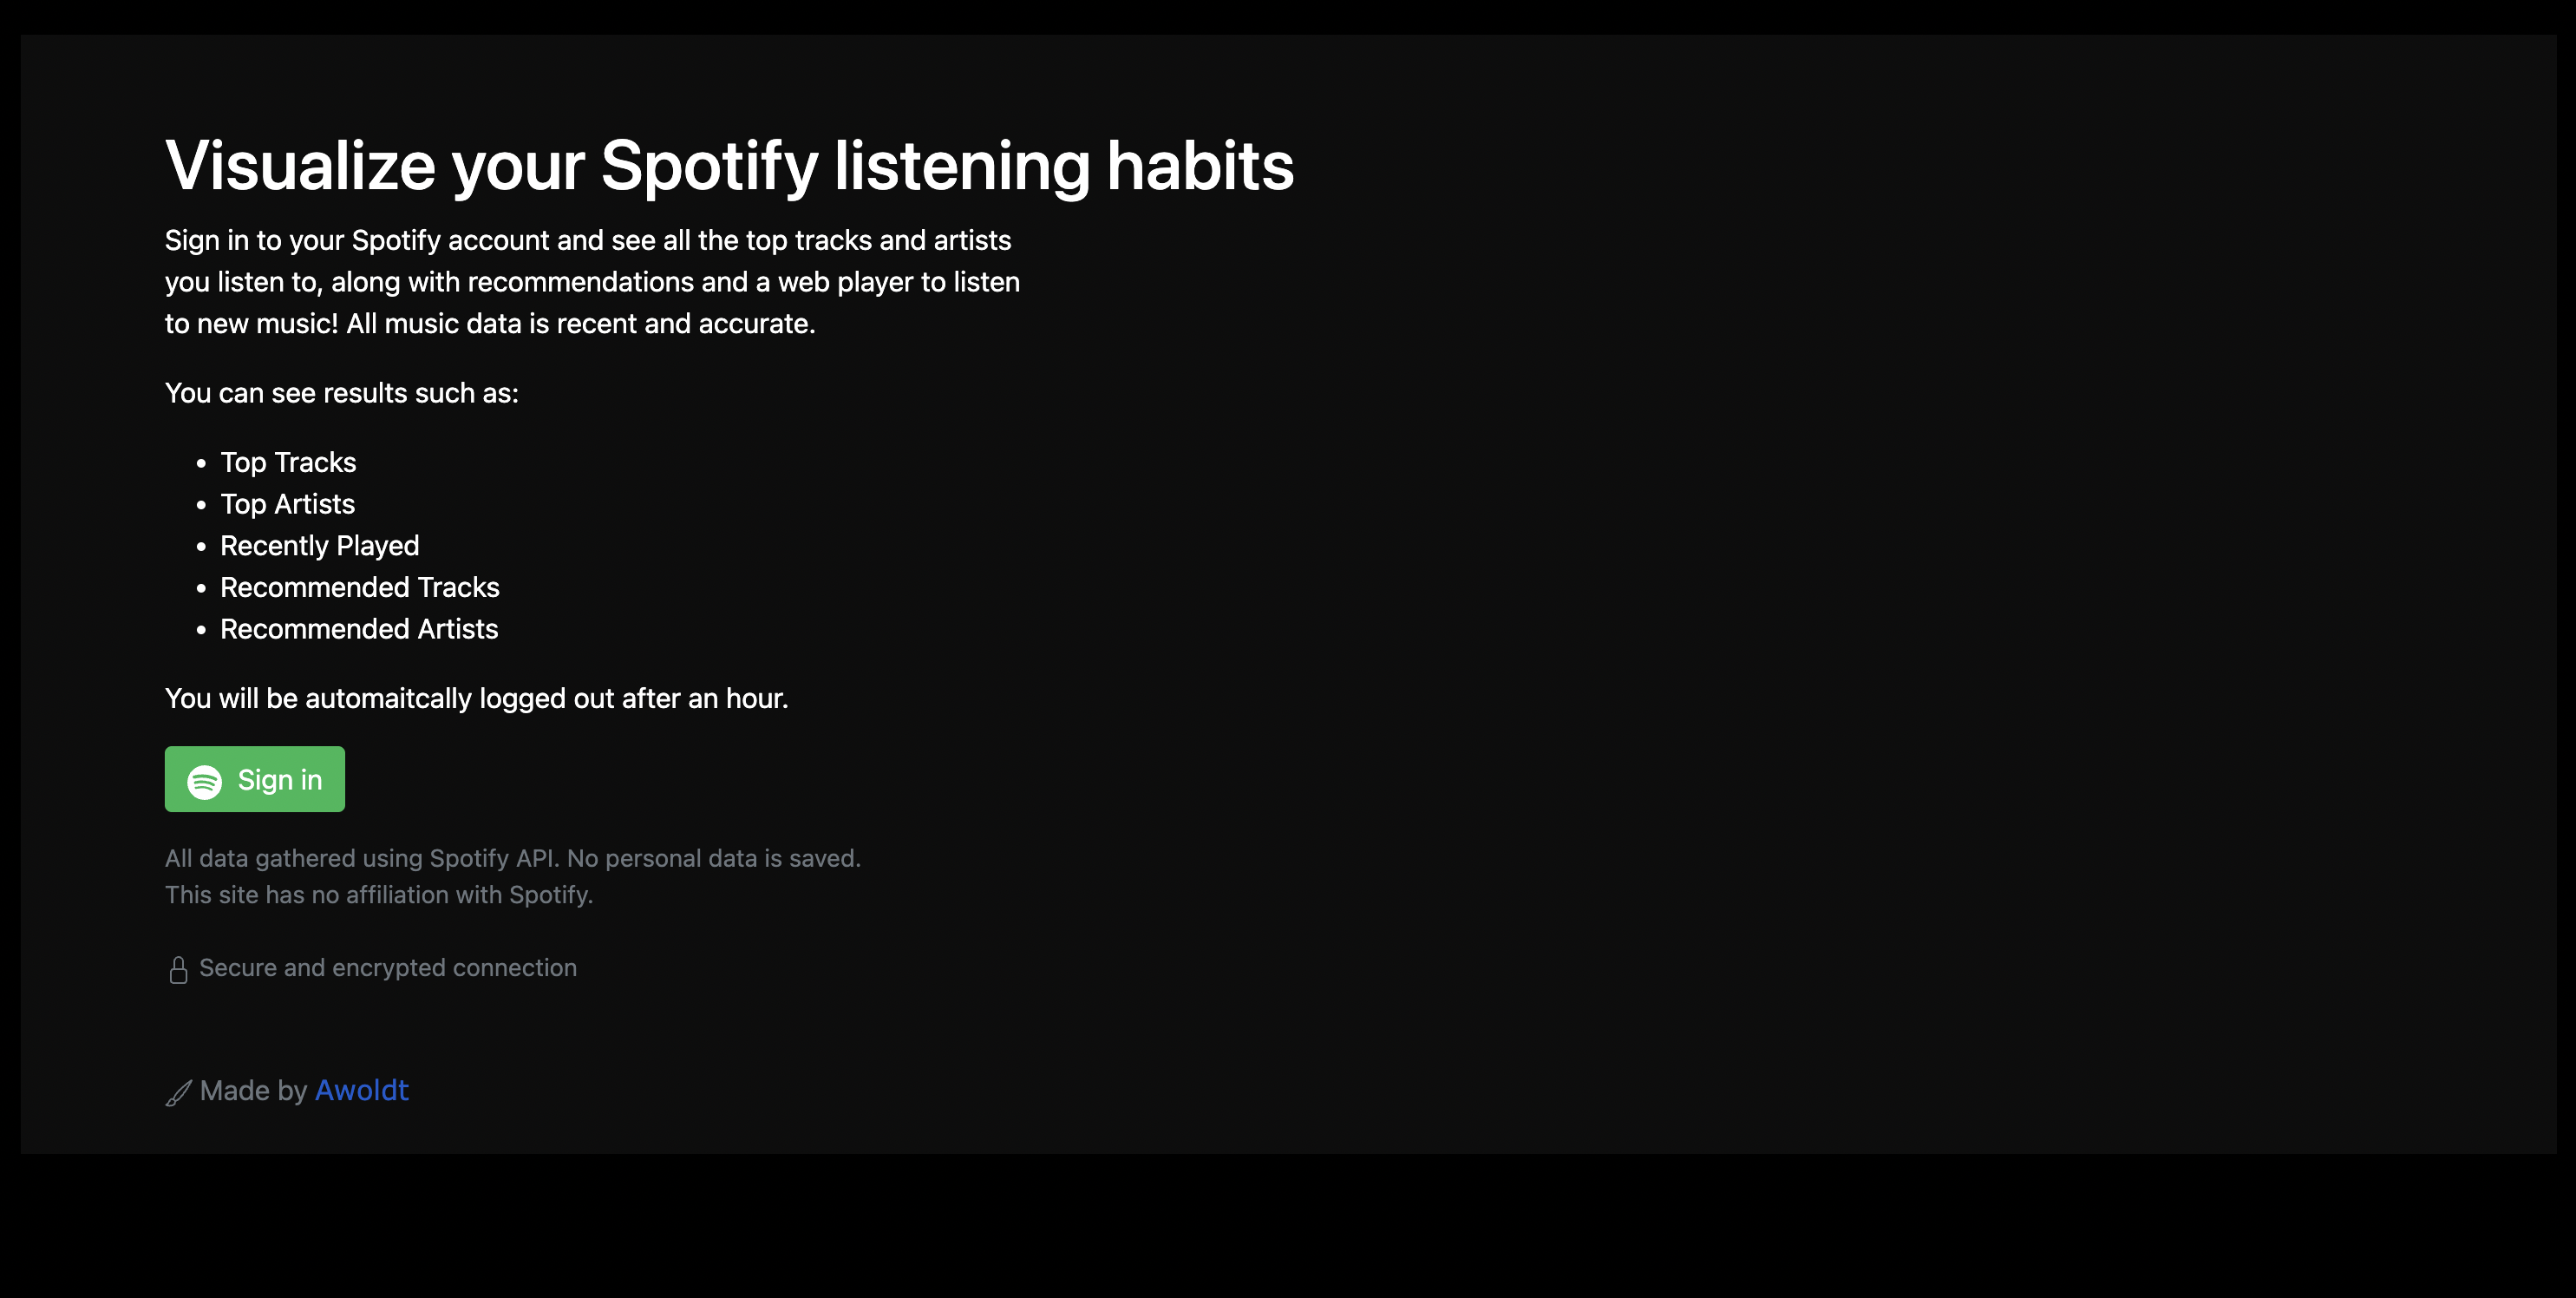 Visualize your Spotify listening habits
Sign in to your Spotify account and see all the top tracks and artists
you listen to, along with recommendations and a web player to listen
to new music! All music data is recent and accurate.
You can see results such as:
• Top Tracks
• Top Artists
• Recently Played
• Recommended Tracks
• Recommended Artists
You will be automaitcally logged out after an hour.
Sign in
All data gathered using Spotify API. No personal data is saved.
This site has no affiliation with Spotify.
Secure and encrypted connection
Made by Awoldt